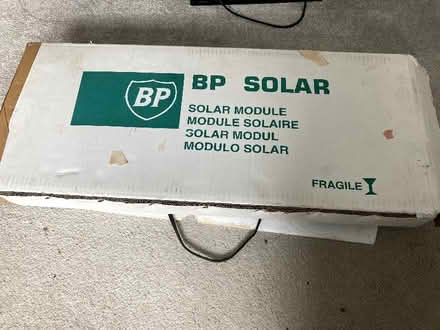 BP
BP SOLAR
SOLAR MODULE
MODULE SOLAIRE
SOLAR MODUL
MODULO SOLAR
FRAGILE